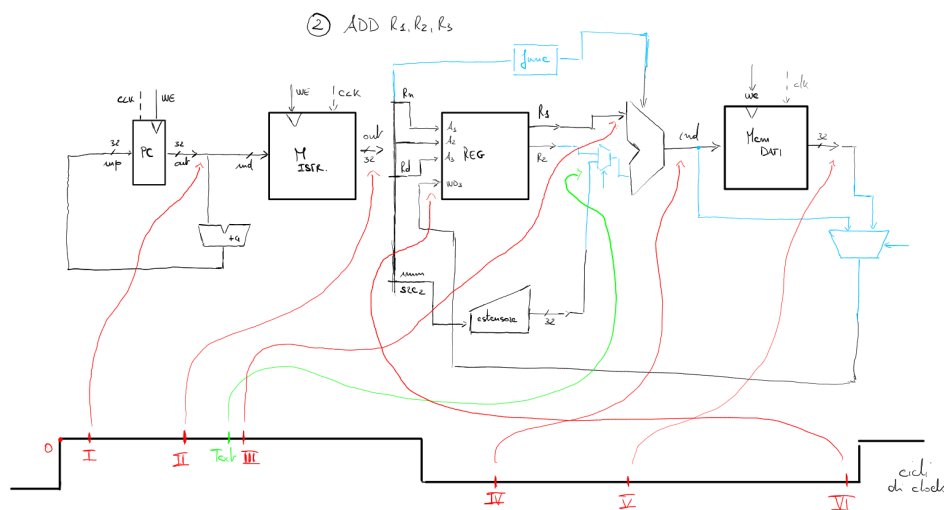 ② ADD R1, R2, R3
func
CLK
WE
WE
CLK
we
clk
32
inp
PC
32
out
ind
M
ISTR.
out
32
Rn
Rd
A1
A2
A3
WD3
REG
R1
R2
ind
Mem
DATI
32
+4
imm
SRC2
estensore
32
0
I
II
Test
III
IV
V
VI
cicli
di clock